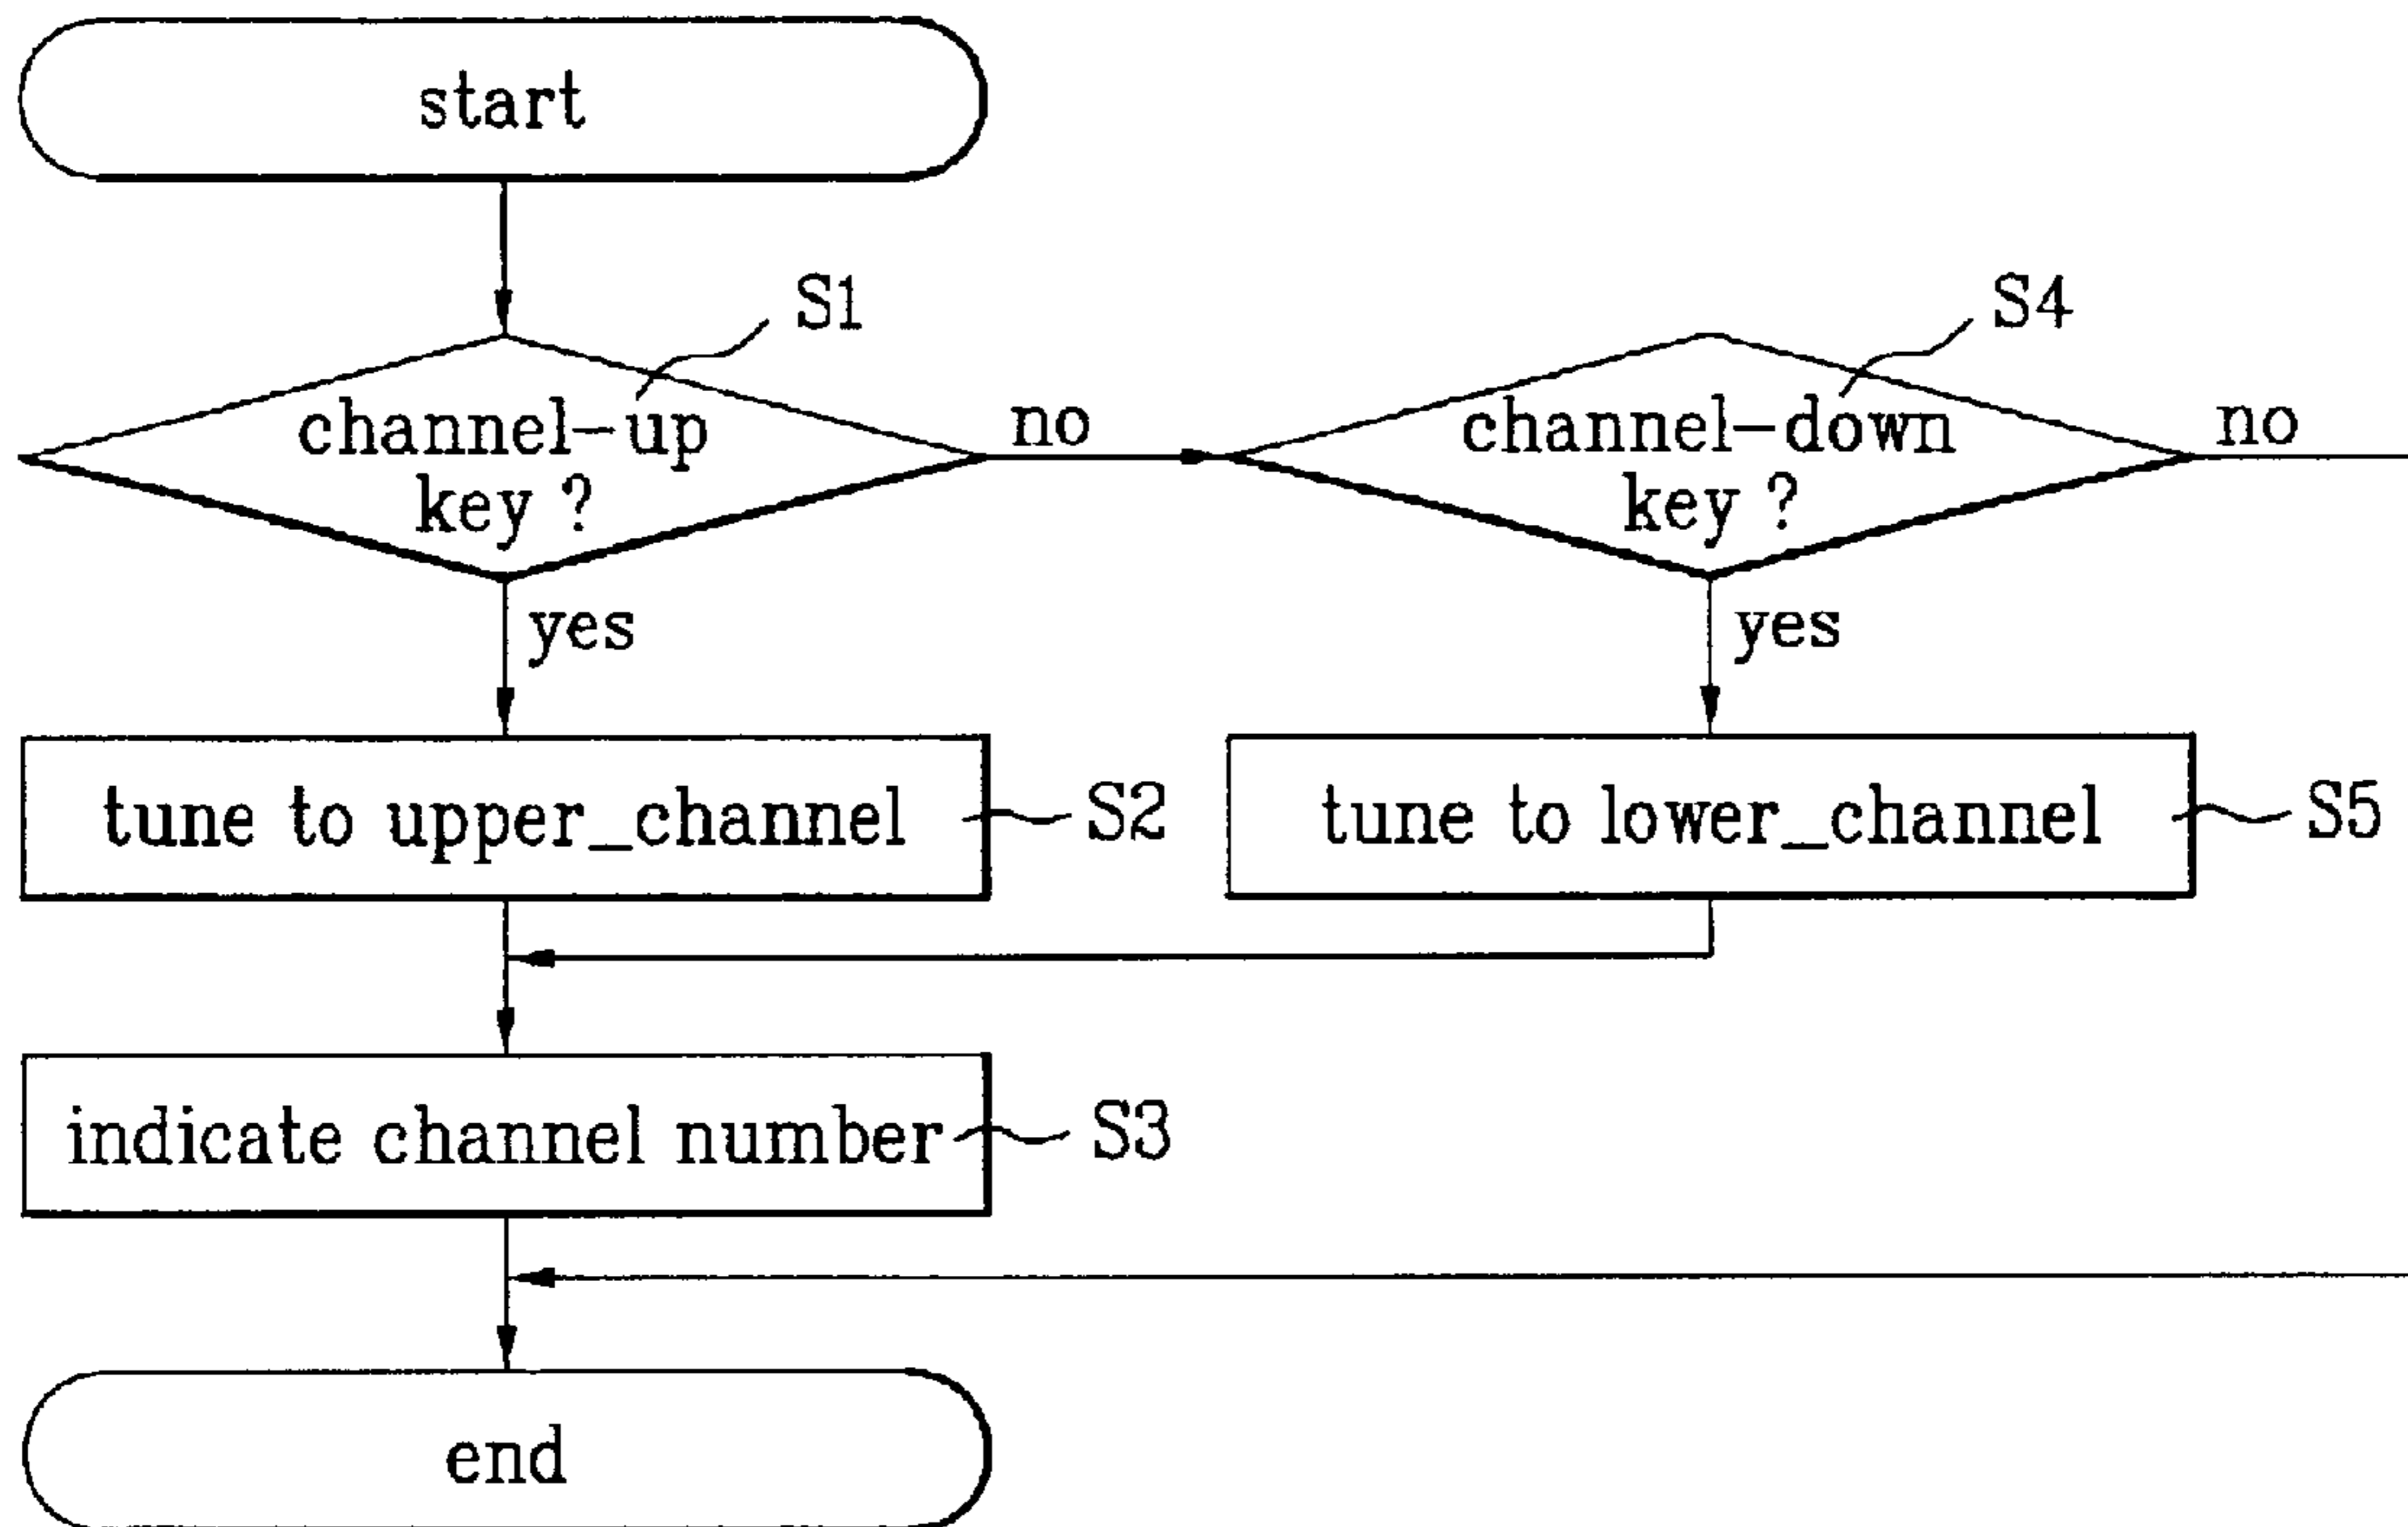 start
S1
channel-up
key ?
no
yes
S4
channel-down
key ?
no
yes
tune to upper_channel
S2
tune to lower_channel
S5
indicate channel number
S3
end